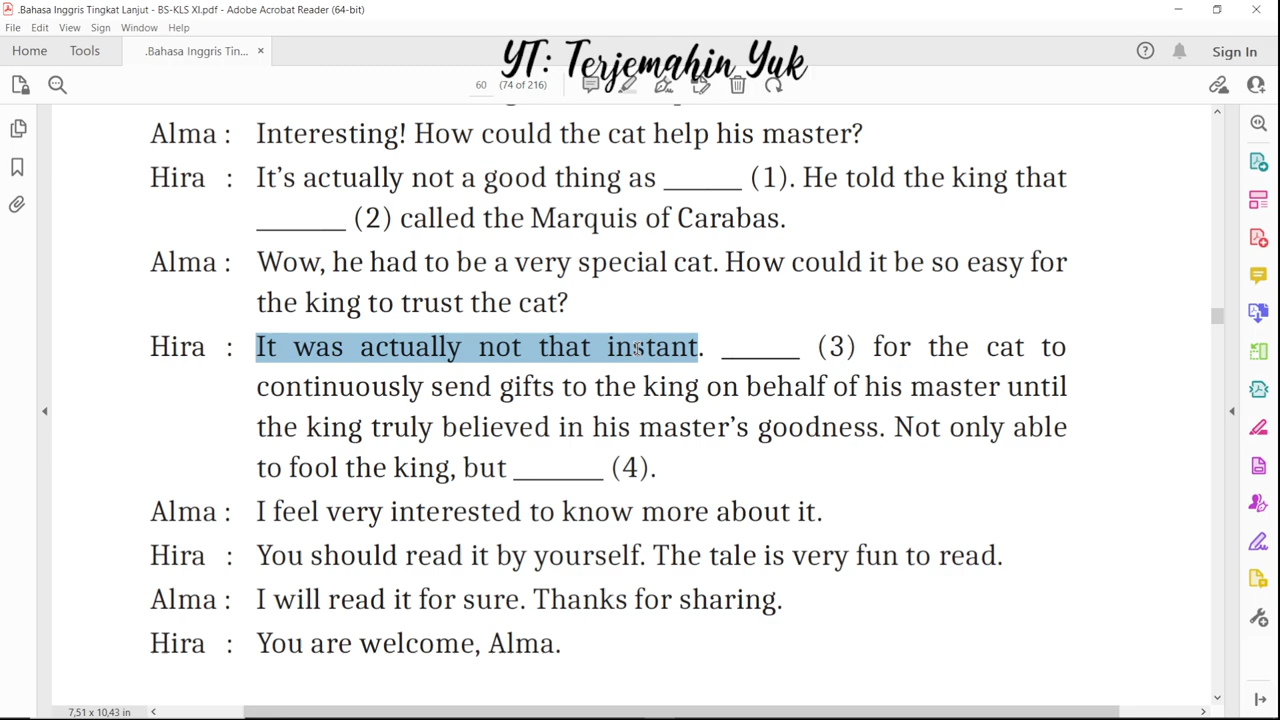 .Bahasa Inggris Tingkat Lanjut - BS-KLS XI.pdf - Adobe Acrobat Reader (64-bit)
File Edit View Sign Window Help
Home Tools .Bahasa Inggris Tin... × Sign In
YT: Terjemahin Yuk
60 (74 of 216)
Alma : Interesting! How could the cat help his master?
Hira : It's actually not a good thing as ______ (1). He told the king that
_______ (2) called the Marquis of Carabas.
Alma : Wow, he had to be a very special cat. How could it be so easy for
the king to trust the cat?
Hira : It was actually not that instant. ______ (3) for the cat to
continuously send gifts to the king on behalf of his master until
the king truly believed in his master's goodness. Not only able
to fool the king, but _______ (4).
Alma : I feel very interested to know more about it.
Hira : You should read it by yourself. The tale is very fun to read.
Alma : I will read it for sure. Thanks for sharing.
Hira : You are welcome, Alma.
7,51 x 10,43 in